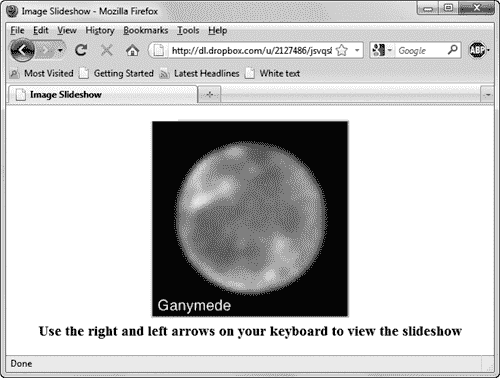 Image Slideshow - Mozilla Firefox
File Edit View History Bookmarks Tools Help
http://dl.dropbox.com/u/2127486/jsvqs Google ABP
Most Visited Getting Started Latest Headlines White text
Image Slideshow
Ganymede
Use the right and left arrows on your keyboard to view the slideshow
Done